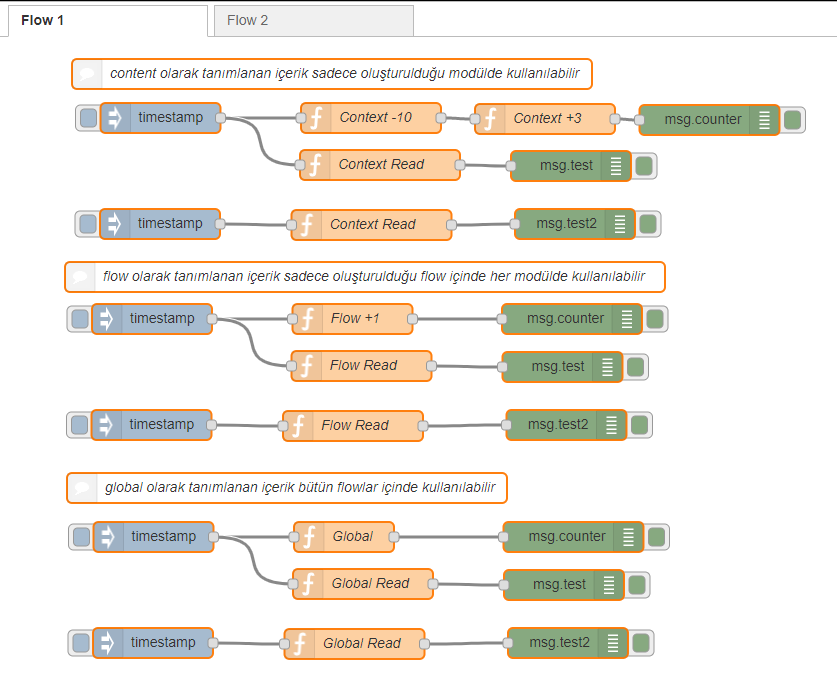 Flow 1
Flow 2
content olarak tanımlanan içerik sadece oluşturulduğu modülde kullanılabilir
timestamp
Context -10
Context +3
msg.counter
Context Read
msg.test
timestamp
Context Read
msg.test2
flow olarak tanımlanan içerik sadece oluşturulduğu flow içinde her modülde kullanılabilir
timestamp
Flow +1
msg.counter
Flow Read
msg.test
timestamp
Flow Read
msg.test2
global olarak tanımlanan içerik bütün flowlar içinde kullanılabilir
timestamp
Global
msg.counter
Global Read
msg.test
timestamp
Global Read
msg.test2